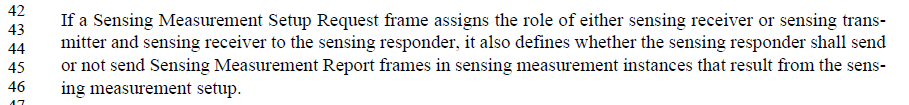 42 If a Sensing Measurement Setup Request frame assigns the role of either sensing receiver or sensing trans-
43
44 mitter and sensing receiver to the sensing responder, it also defines whether the sensing responder shall send
45 or not send Sensing Measurement Report frames in sensing measurement instances that result from the sens-
46 ing measurement setup.